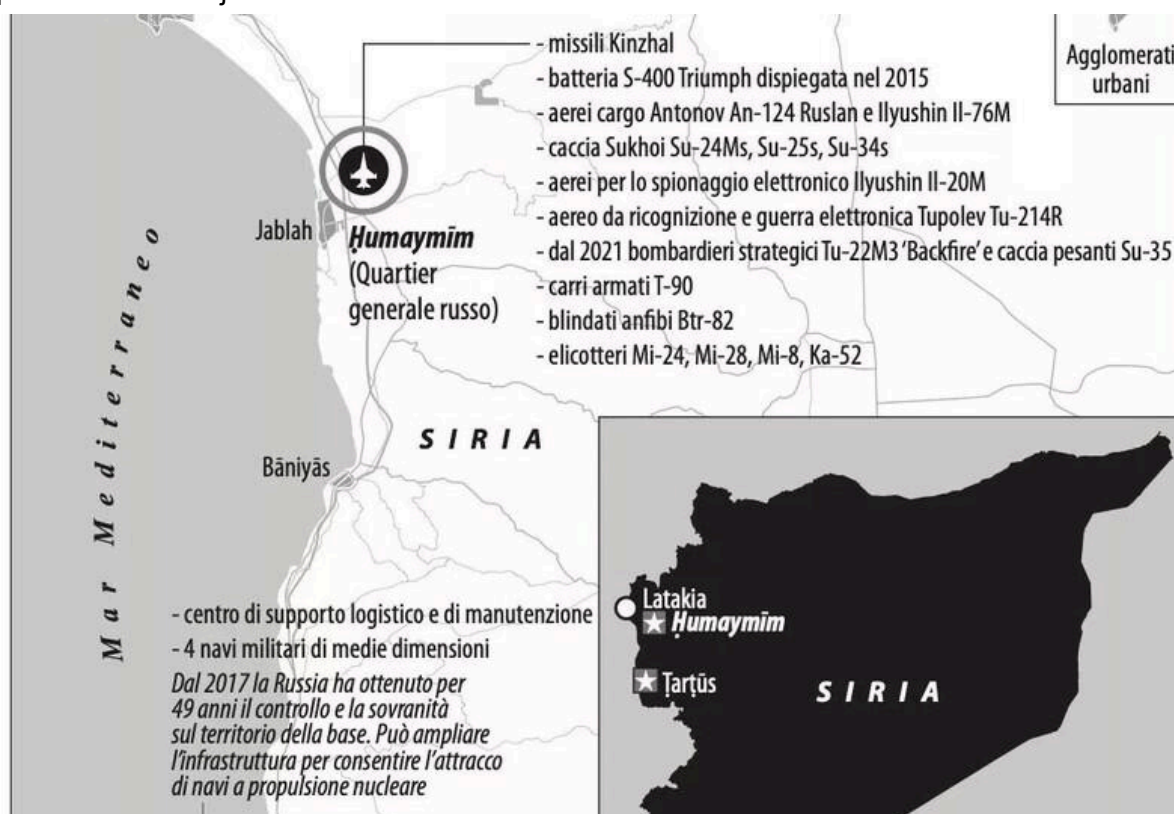 - missili Kinzhal
- batteria S-400 Triumph dispiegata nel 2015
- aerei cargo Antonov An-124 Ruslan e Ilyushin Il-76M
- caccia Sukhoi Su-24Ms, Su-25s, Su-34s
- aerei per lo spionaggio elettronico Ilyushin Il-20M
- aereo da ricognizione e guerra elettronica Tupolev Tu-214R
- dal 2021 bombardieri strategici Tu-22M3 ‘Backfire’ e caccia pesanti Su-35
- carri armati T-90
- blindati anfibi Btr-82
- elicotteri Mi-24, Mi-28, Mi-8, Ka-52
Agglomerati
urbani
Jablah
Ḥumaymīm
(Quartier
generale russo)
Mar Mediterraneo
SIRIA
Bāniyās
- centro di supporto logistico e di manutenzione
- 4 navi militari di medie dimensioni
Dal 2017 la Russia ha ottenuto per
49 anni il controllo e la sovranità
sul territorio della base. Può ampliare
l’infrastruttura per consentire l’attracco
di navi a propulsione nucleare
Latakia
Ḥumaymīm
Ṭarṭūs
SIRIA